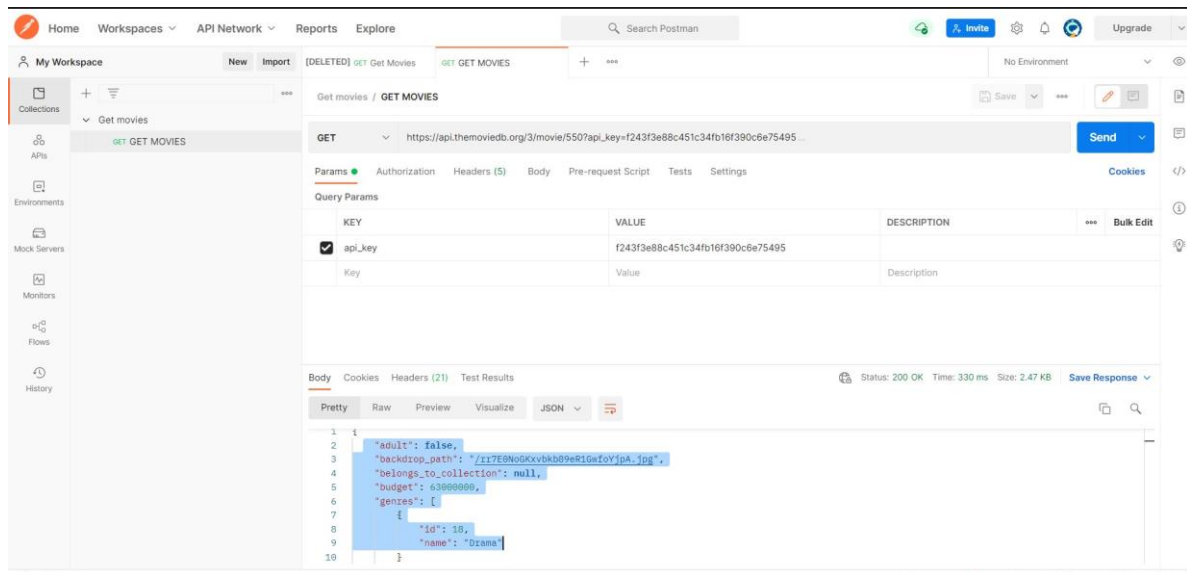 Home Workspaces API Network Reports Explore Search Postman Invite Upgrade
My Workspace New Import [DELETED] GET Get Movies GET GET MOVIES No Environment
Collections
APIs
Environments
Mock Servers
Monitors
Flows
History
Get movies
GET GET MOVIES
Get movies / GET MOVIES Save
GET https://api.themoviedb.org/3/movie/550?api_key=f243f3e88c451c34fb16f390c6e75495... Send
Params Authorization Headers (5) Body Pre-request Script Tests Settings Cookies
Query Params
KEY VALUE DESCRIPTION Bulk Edit
api_key f243f3e88c451c34fb16f390c6e75495
Key Value Description
Body Cookies Headers (21) Test Results Status: 200 OK Time: 330 ms Size: 2.47 KB Save Response
Pretty Raw Preview Visualize JSON
1 {
2 "adult": false,
3 "backdrop_path": "/rr7E0NoGKxvbkb89eR1GwfoYjpA.jpg",
4 "belongs_to_collection": null,
5 "budget": 63000000,
6 "genres": [
7 {
8 "id": 18,
9 "name": "Drama"
10 }